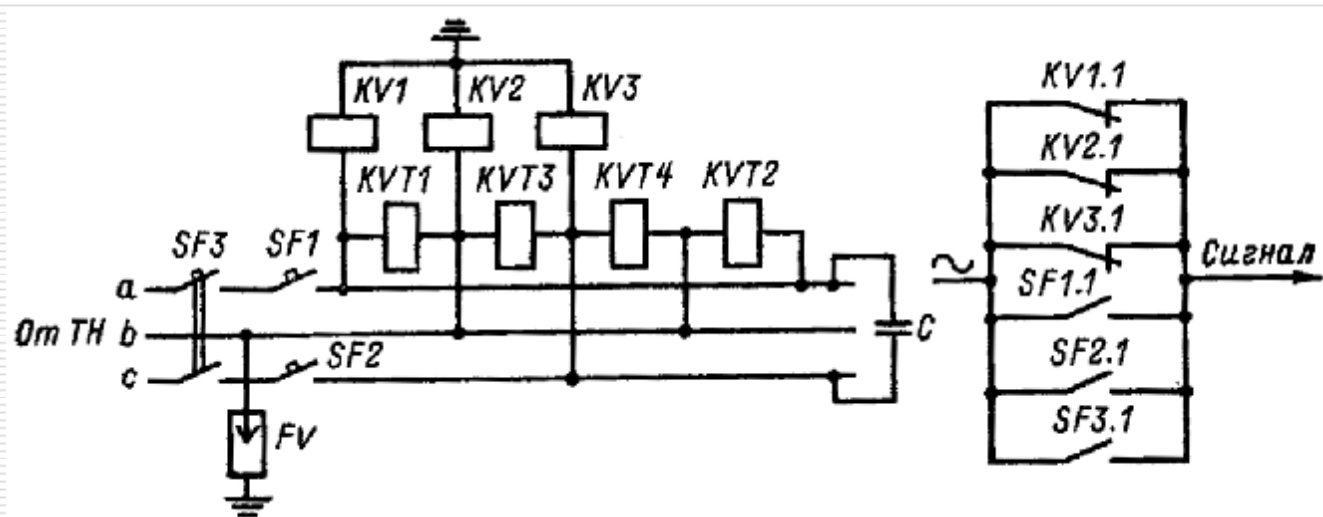 KV1 KV2 KV3
KVT1 KVT3 KVT4 KVT2
SF3 SF1
a
От ТН b
c
SF2
FV
C
KV1.1
KV2.1
KV3.1
Сигнал
SF1.1
SF2.1
SF3.1